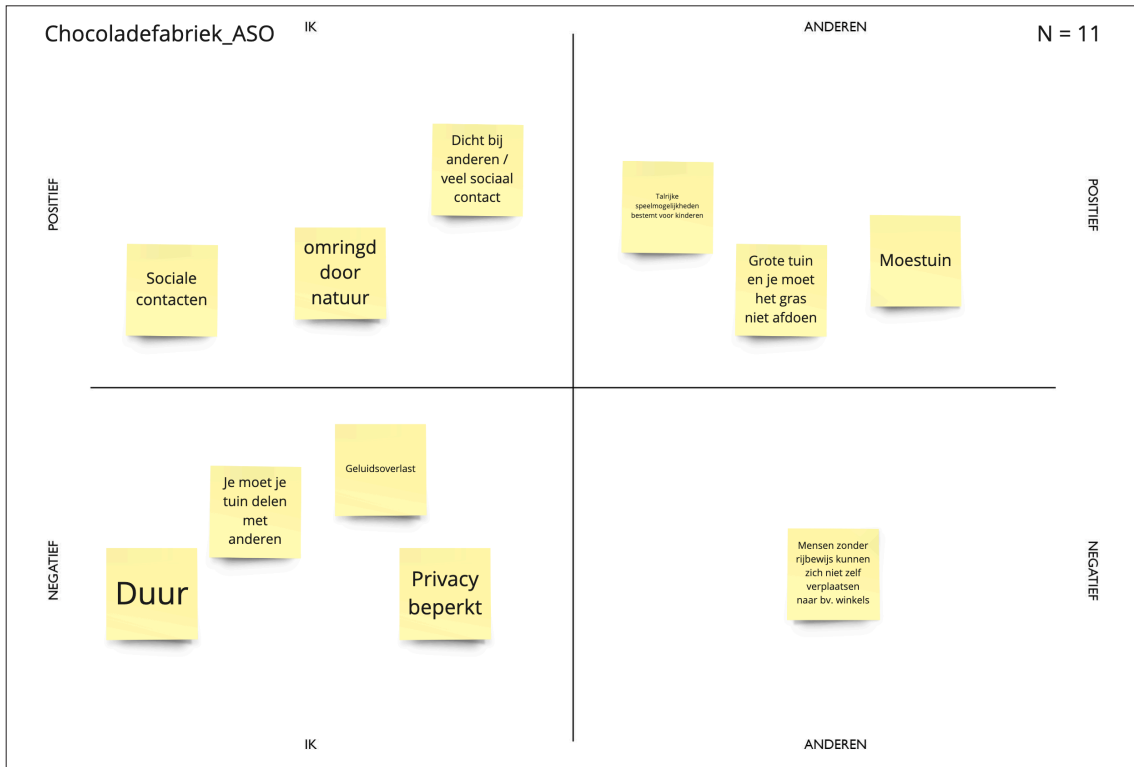 Chocoladefabriek_ASO
IK
ANDEREN
N = 11
POSITIEF
Dicht bij
anderen /
veel sociaal
contact
omringd
door
natuur
Sociale
contacten
Talrijke
speelmogelijkheden
bestemt voor kinderen
Grote tuin
en je moet
het gras
niet afdoen
Moestuin
POSITIEF
NEGATIEF
Geluidsoverlast
Je moet je
tuin delen
met
anderen
Duur
Privacy
beperkt
Mensen zonder
rijbewijs kunnen
zich niet zelf
verplaatsen
naar bv. winkels
NEGATIEF
IK
ANDEREN